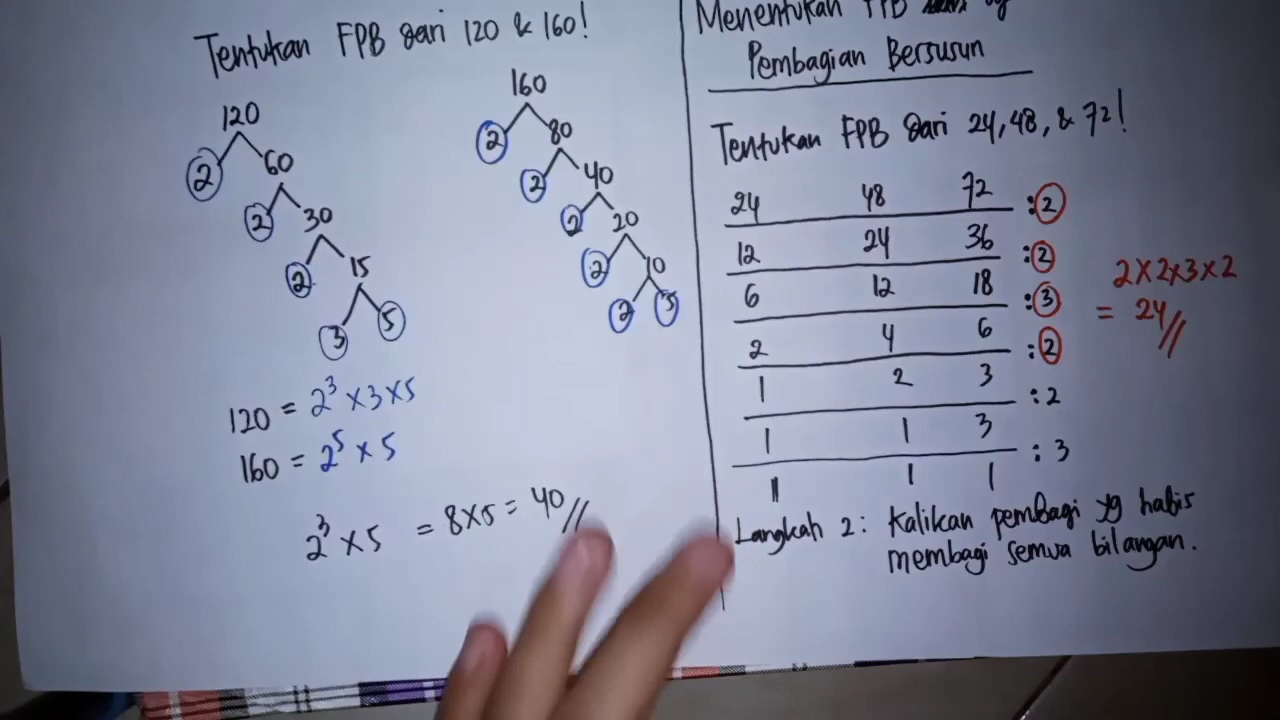 Tentukan FPB dari 120 & 160!
120
2 60
2 30
2 15
3 5
160
2 80
2 40
2 20
2 10
2 5
120 = 2³ × 3 × 5
160 = 2⁵ × 5
2³ × 5 = 8 × 5 = 40 //
Menentukan
Pembagian Bersusun
Tentukan FPB dari 24, 48, & 72!
24 48 72 : 2
12 24 36 : 2
6 12 18 : 3
2 4 6 : 2
1 2 3 : 2
1 1 3 : 3
1 1 1
2 × 2 × 3 × 2
= 24 //
Langkah 2: Kalikan pembagi yg habis
membagi semua bilangan.